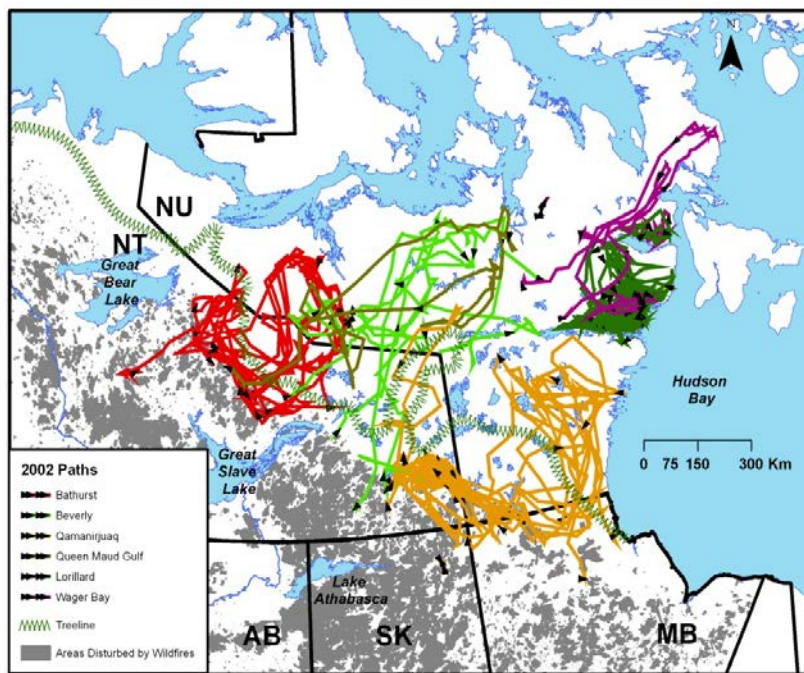 N
NU
NT
Great
Bear
Lake
Hudson
Bay
0 75 150 300 Km
Great
Slave
Lake
2002 Paths
Bathurst
Beverly
Qamanirjuaq
Queen Maud Gulf
Lorillard
Wager Bay
Treeline
Areas Disturbed by Wildfires
Lake
Athabasca
AB
SK
MB